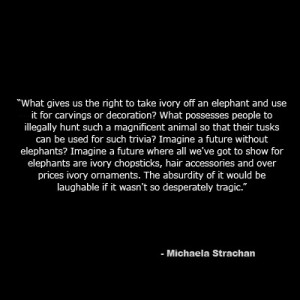 "What gives us the right to take ivory off an elephant and use
it for carvings or decoration? What possesses people to
illegally hunt such a magnificent animal so that their tusks
can be used for such trivia? Imagine a future without
elephants? Imagine a future where all we've got to show for
elephants are ivory chopsticks, hair accessories and over
prices ivory ornaments. The absurdity of it would be
laughable if it wasn't so desperately tragic."
- Michaela Strachan